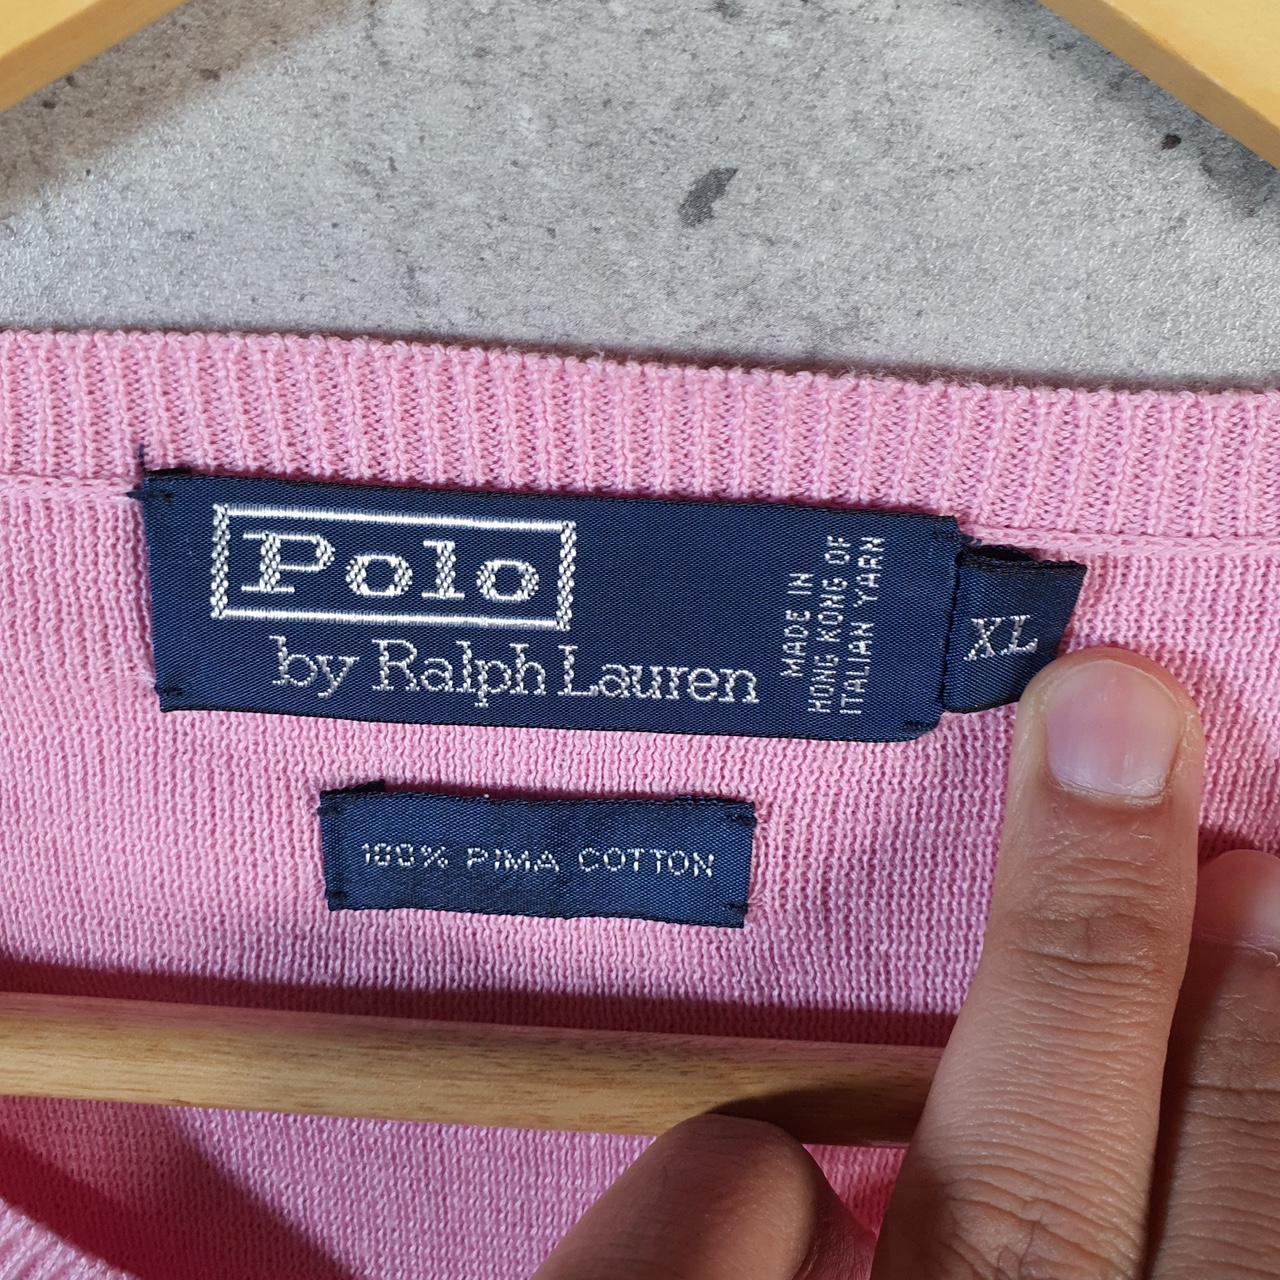 Polo
by Ralph Lauren
MADE IN
HONG KONG OF
ITALIAN YARN
XL
100% PIMA COTTON